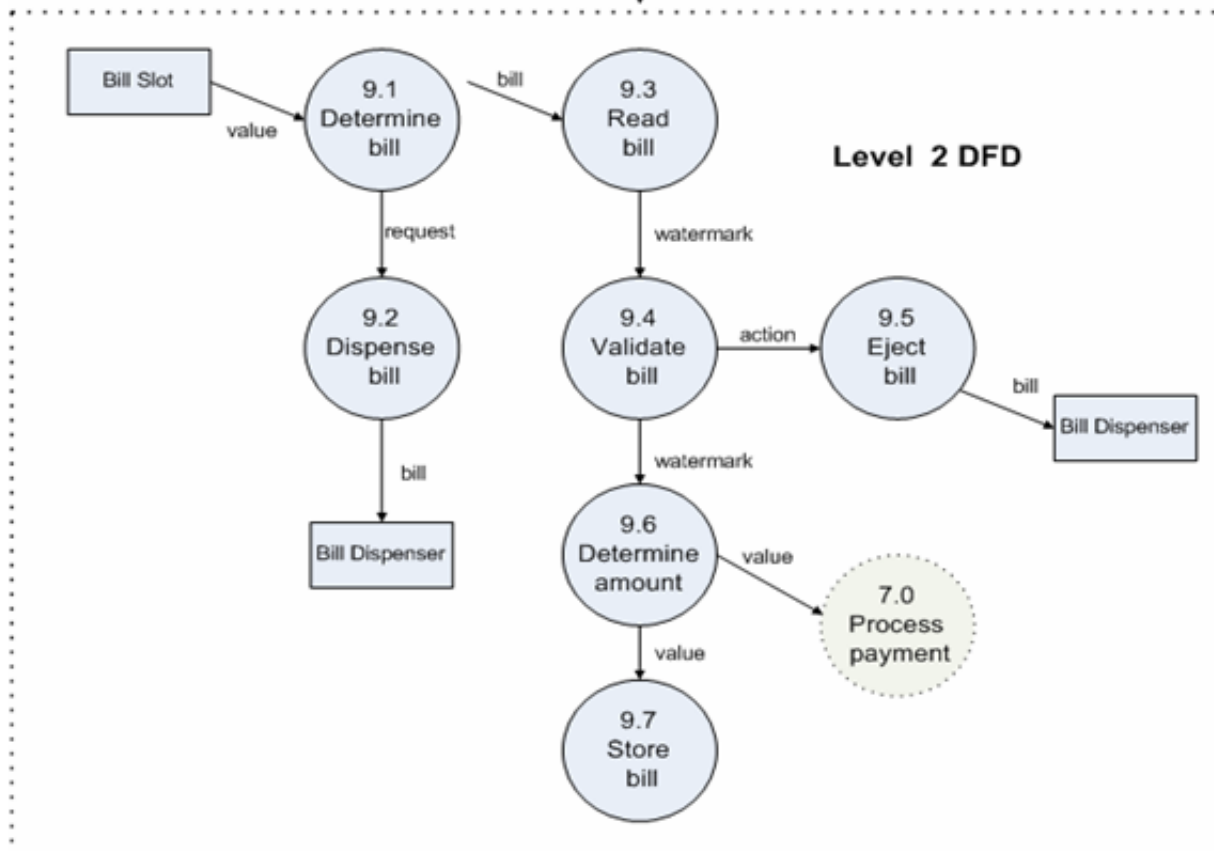 Bill Slot
value
9.1
Determine
bill
bill
9.3
Read
bill
Level 2 DFD
request
watermark
9.2
Dispense
bill
9.4
Validate
bill
action
9.5
Eject
bill
bill
Bill Dispenser
bill
Bill Dispenser
watermark
9.6
Determine
amount
value
7.0
Process
payment
value
9.7
Store
bill